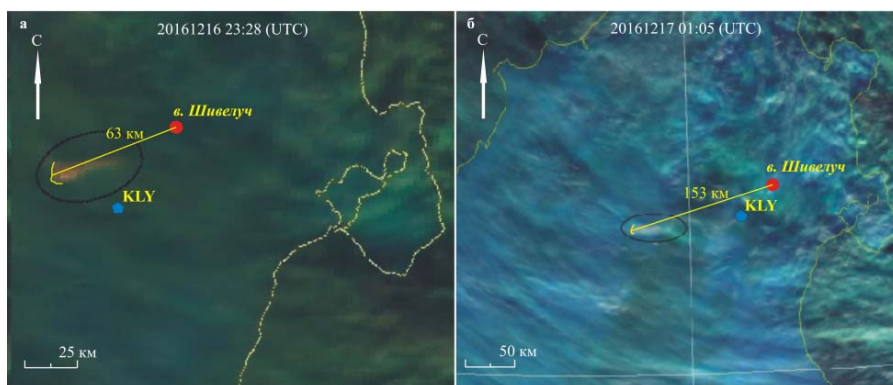 а
20161216 23:28 (UTC)
С
в. Шивелуч
63 км
KLY
25 км
б
20161217 01:05 (UTC)
С
в. Шивелуч
153 км
KLY
50 км